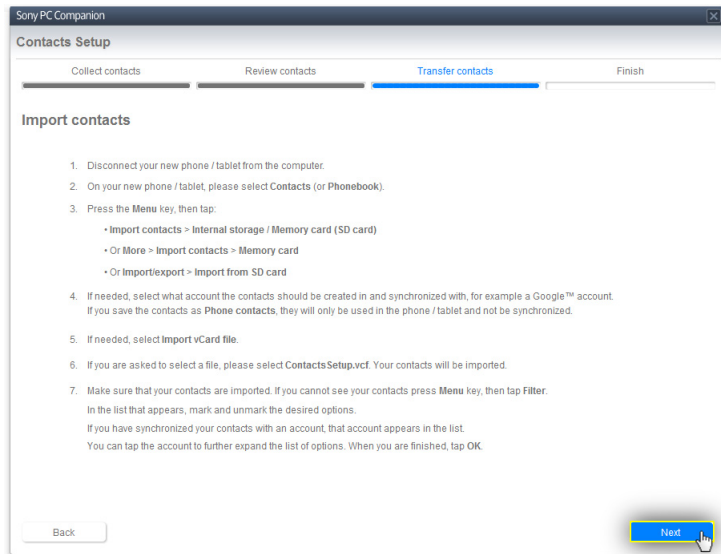 Sony PC Companion
Contacts Setup
Collect contacts
Review contacts
Transfer contacts
Finish
Import contacts
1. Disconnect your new phone / tablet from the computer.
2. On your new phone / tablet, please select Contacts (or Phonebook).
3. Press the Menu key, then tap:
• Import contacts > Internal storage / Memory card (SD card)
• Or More > Import contacts > Memory card
• Or Import/export > Import from SD card
4. If needed, select what account the contacts should be created in and synchronized with, for example a Google™ account.
If you save the contacts as Phone contacts, they will only be used in the phone / tablet and not be synchronized.
5. If needed, select Import vCard file.
6. If you are asked to select a file, please select ContactsSetup.vcf. Your contacts will be imported.
7. Make sure that your contacts are imported. If you cannot see your contacts press Menu key, then tap Filter.
In the list that appears, mark and unmark the desired options.
If you have synchronized your contacts with an account, that account appears in the list.
You can tap the account to further expand the list of options. When you are finished, tap OK.
Back
Next